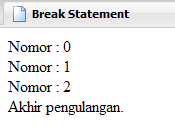 Break Statement
Nomor : 0
Nomor : 1
Nomor : 2
Akhir pengulangan.